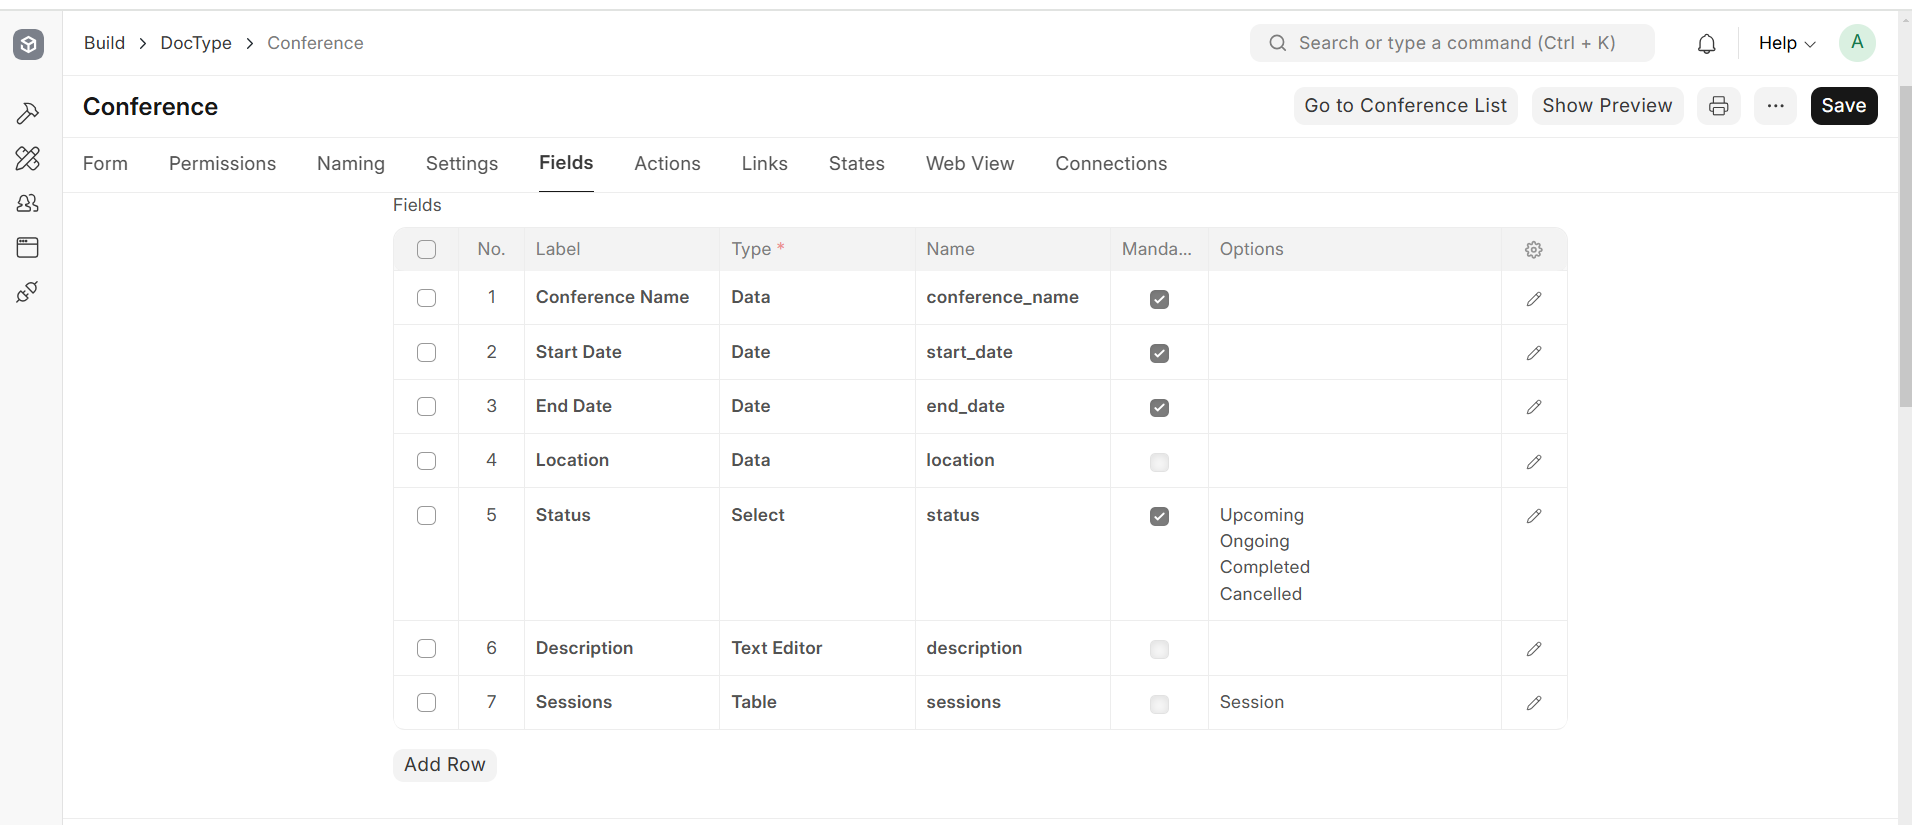 Build > DocType > Conference
Search or type a command (Ctrl + K)
Help
A
Conference
Go to Conference List
Show Preview
Save
Form Permissions Naming Settings Fields Actions Links States Web View Connections
Fields
No. Label Type * Name Manda... Options
1 Conference Name Data conference_name
2 Start Date Date start_date
3 End Date Date end_date
4 Location Data location
5 Status Select status Upcoming
Ongoing
Completed
Cancelled
6 Description Text Editor description
7 Sessions Table sessions Session
Add Row